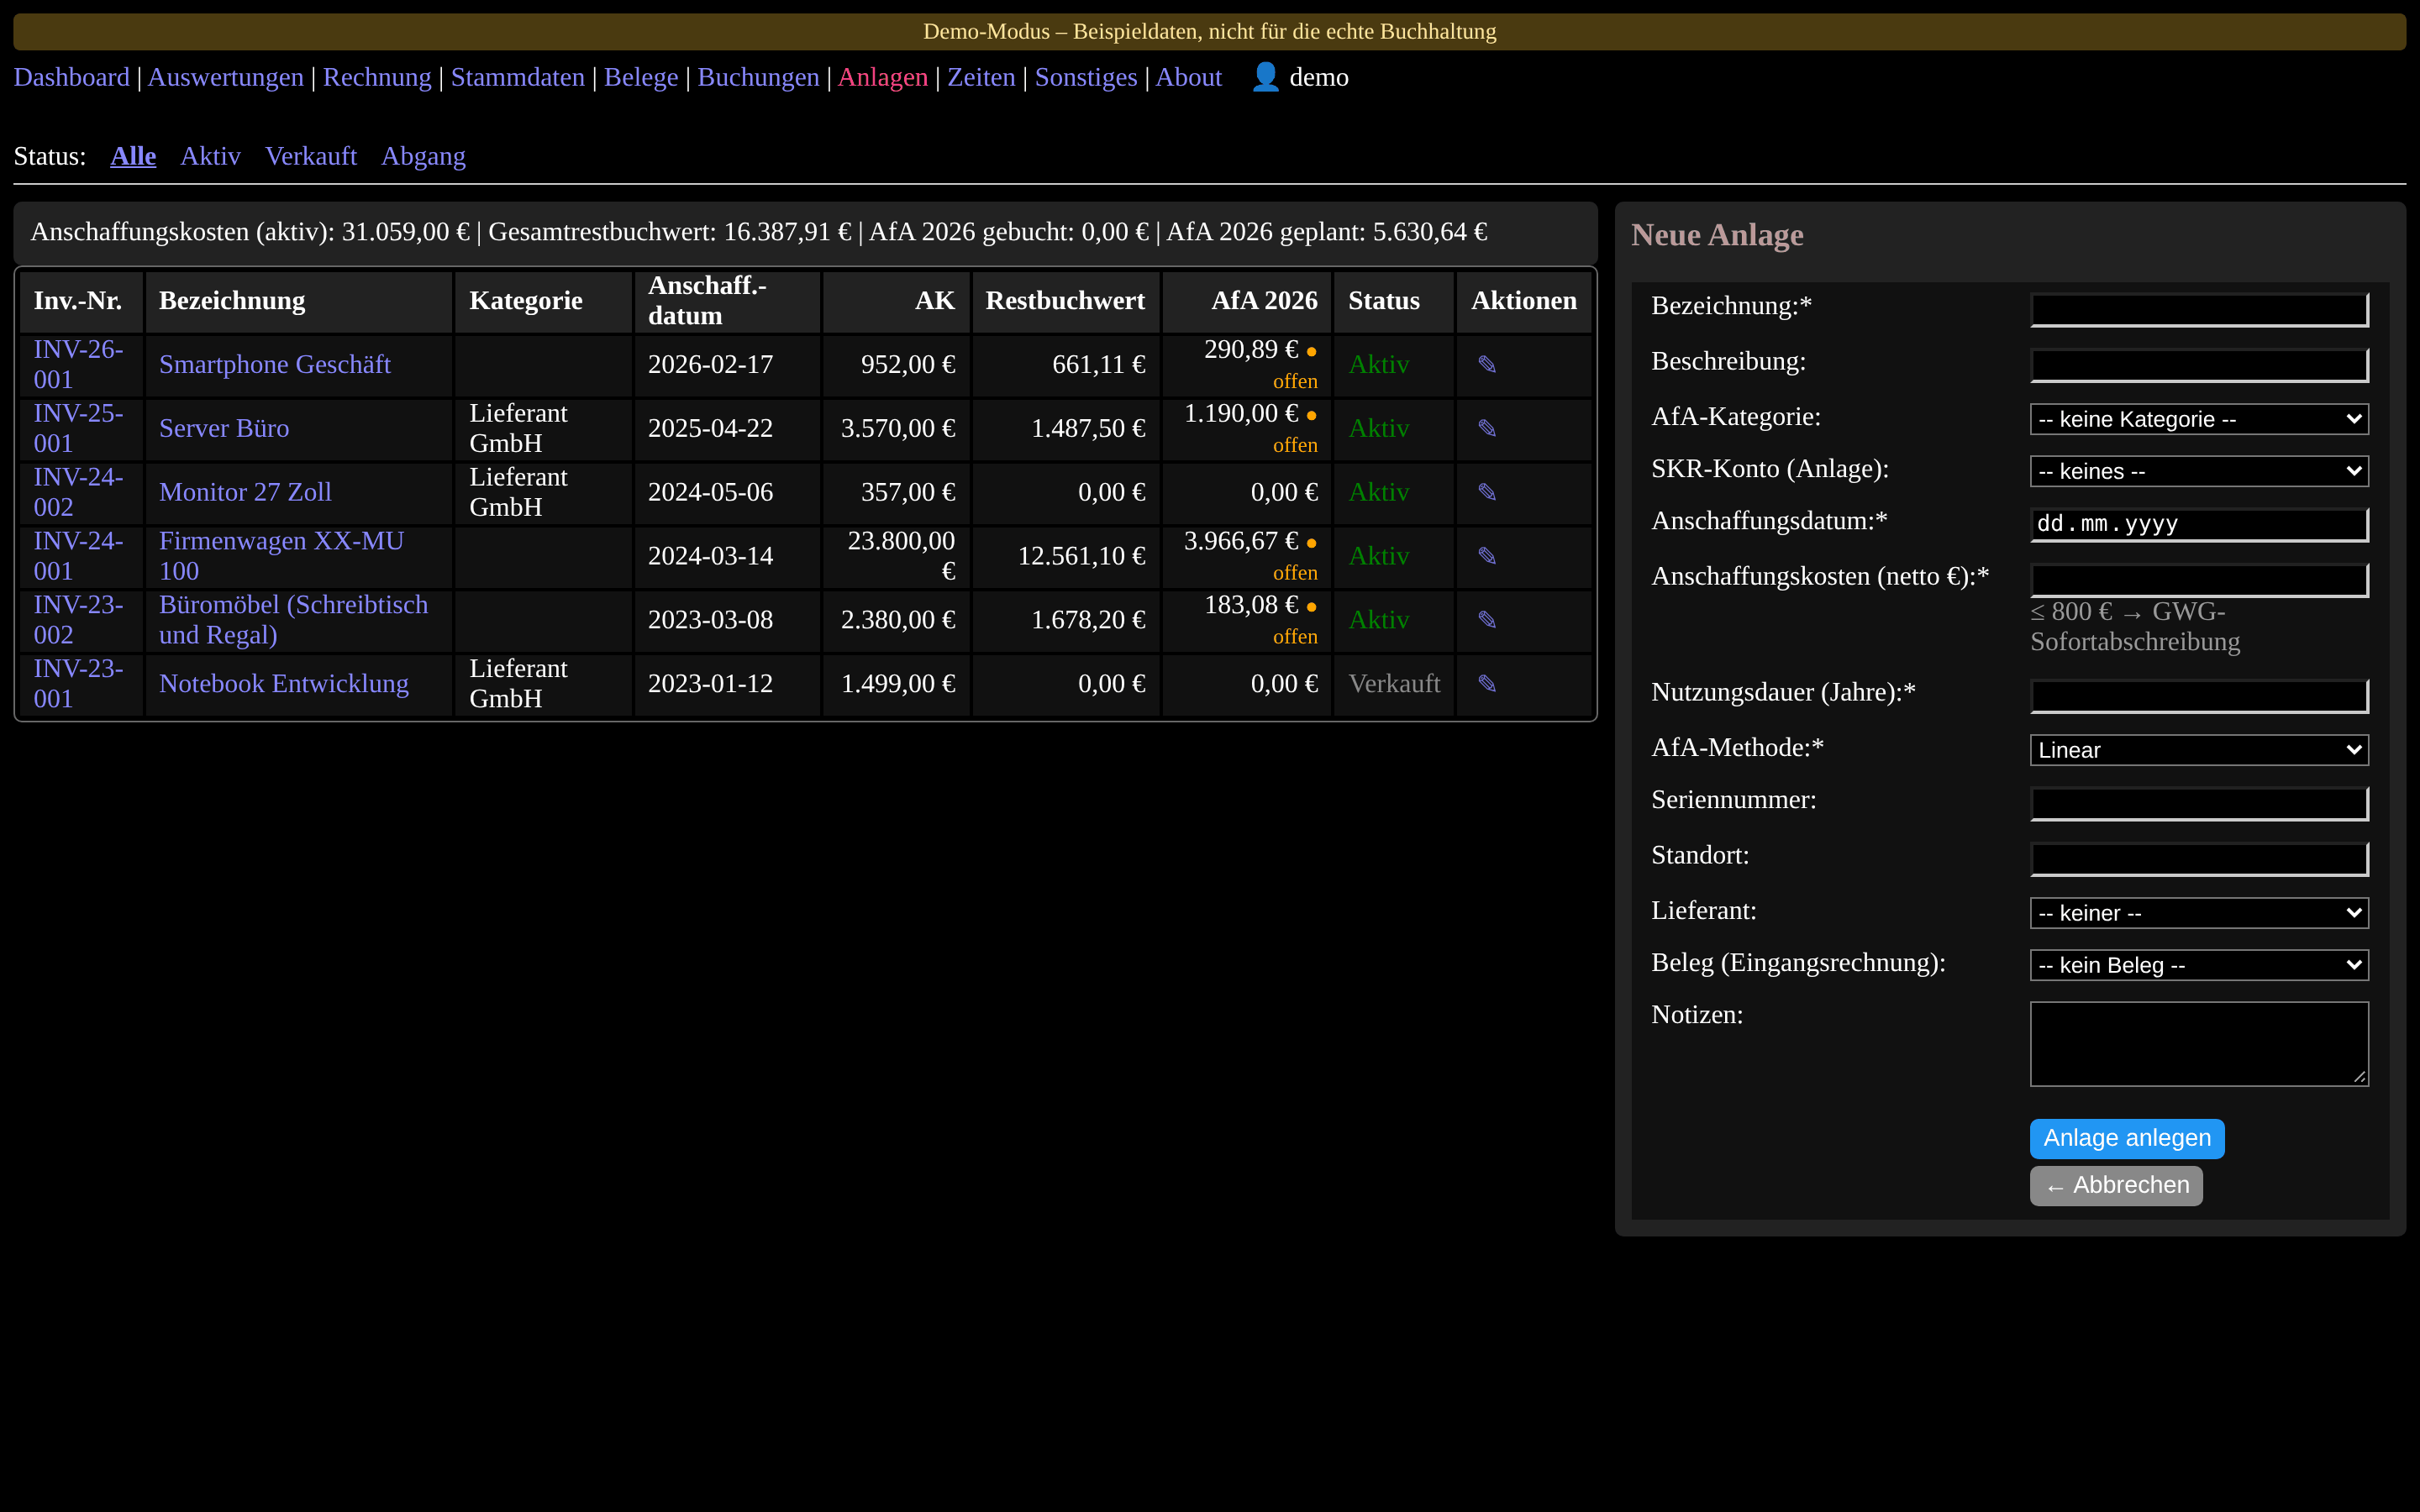 Demo-Modus – Beispieldaten, nicht für die echte Buchhaltung
Dashboard | Auswertungen | Rechnung | Stammdaten | Belege | Buchungen | Anlagen | Zeiten | Sonstiges | About 👤 demo
Status: Alle Aktiv Verkauft Abgang
Anschaffungskosten (aktiv): 31.059,00 € | Gesamtrestbuchwert: 16.387,91 € | AfA 2026 gebucht: 0,00 € | AfA 2026 geplant: 5.630,64 €
Inv.-Nr. Bezeichnung Kategorie Anschaff.-datum AK Restbuchwert AfA 2026 Status Aktionen
INV-26-001 Smartphone Geschäft 2026-02-17 952,00 € 661,11 € 290,89 € ● offen Aktiv ✎
INV-25-001 Server Büro Lieferant GmbH 2025-04-22 3.570,00 € 1.487,50 € 1.190,00 € ● offen Aktiv ✎
INV-24-002 Monitor 27 Zoll Lieferant GmbH 2024-05-06 357,00 € 0,00 € 0,00 € Aktiv ✎
INV-24-001 Firmenwagen XX-MU 100 2024-03-14 23.800,00 € 12.561,10 € 3.966,67 € ● offen Aktiv ✎
INV-23-002 Büromöbel (Schreibtisch und Regal) 2023-03-08 2.380,00 € 1.678,20 € 183,08 € ● offen Aktiv ✎
INV-23-001 Notebook Entwicklung Lieferant GmbH 2023-01-12 1.499,00 € 0,00 € 0,00 € Verkauft ✎
Neue Anlage
Bezeichnung:*
Beschreibung:
AfA-Kategorie: -- keine Kategorie --
SKR-Konto (Anlage): -- keines --
Anschaffungsdatum:* dd.mm.yyyy
Anschaffungskosten (netto €):*
≤ 800 € → GWG-
Sofortabschreibung
Nutzungsdauer (Jahre):*
AfA-Methode:* Linear
Seriennummer:
Standort:
Lieferant: -- keiner --
Beleg (Eingangsrechnung): -- kein Beleg --
Notizen:
Anlage anlegen
← Abbrechen